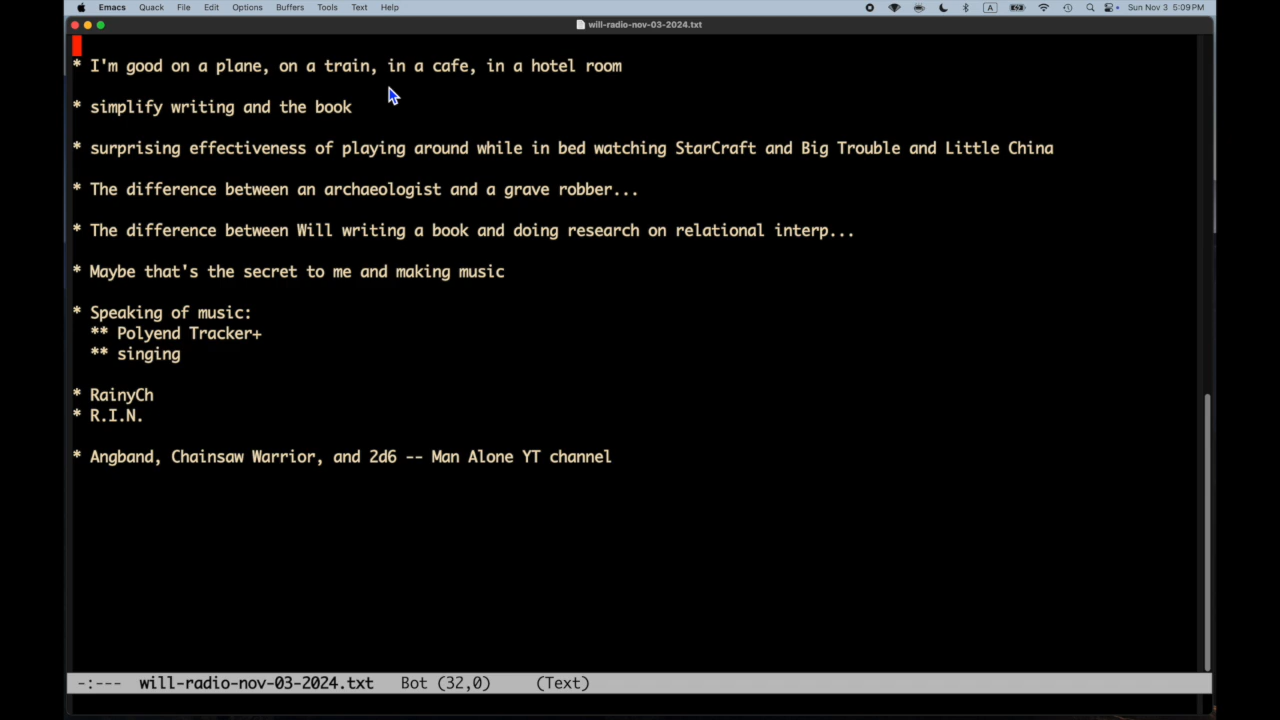 Emacs Quack File Edit Options Buffers Tools Text Help A Sun Nov 3 5:09 PM
will-radio-nov-03-2024.txt
* I'm good on a plane, on a train, in a cafe, in a hotel room
* simplify writing and the book
* surprising effectiveness of playing around while in bed watching StarCraft and Big Trouble and Little China
* The difference between an archaeologist and a grave robber...
* The difference between Will writing a book and doing research on relational interp...
* Maybe that's the secret to me and making music
* Speaking of music:
** Polyend Tracker+
** singing
* RainyCh
* R.I.N.
* Angband, Chainsaw Warrior, and 2d6 -- Man Alone YT channel
-:--- will-radio-nov-03-2024.txt Bot (32,0) (Text)